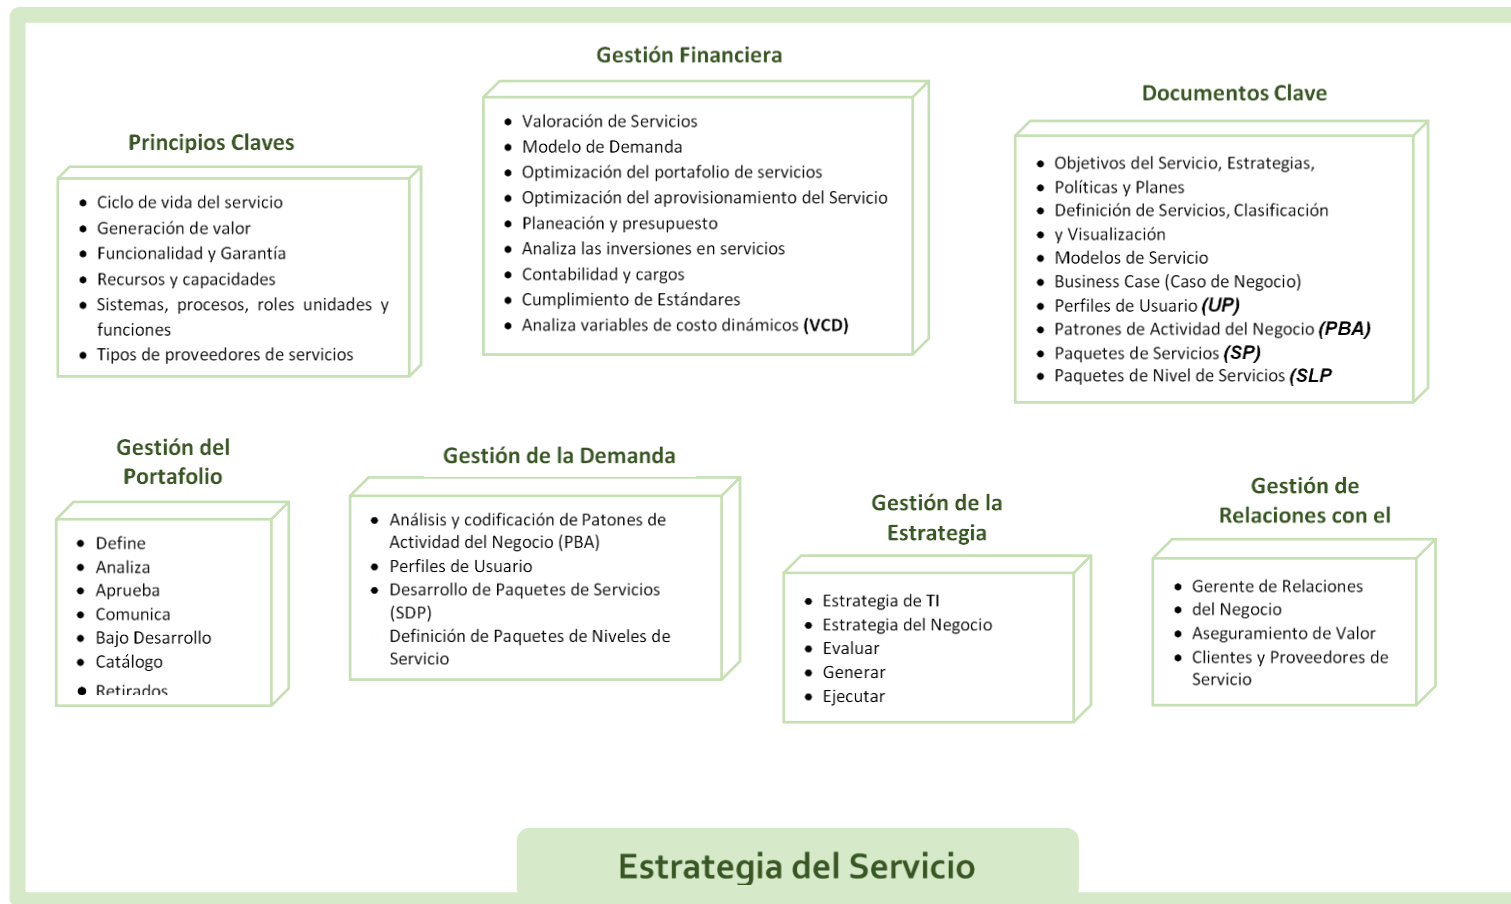 Gestión Financiera
• Valoración de Servicios
• Modelo de Demanda
• Optimización del portafolio de servicios
• Optimización del aprovisionamiento del Servicio
• Planeación y presupuesto
• Analiza las inversiones en servicios
• Contabilidad y cargos
• Cumplimiento de Estándares
• Analiza variables de costo dinámicos (VCD)
Documentos Clave
• Objetivos del Servicio, Estrategias,
• Políticas y Planes
• Definición de Servicios, Clasificación
• y Visualización
• Modelos de Servicio
• Business Case (Caso de Negocio)
• Perfiles de Usuario (UP)
• Patrones de Actividad del Negocio (PBA)
• Paquetes de Servicios (SP)
• Paquetes de Nivel de Servicios (SLP
Principios Claves
• Ciclo de vida del servicio
• Generación de valor
• Funcionalidad y Garantía
• Recursos y capacidades
• Sistemas, procesos, roles unidades y
funciones
• Tipos de proveedores de servicios
Gestión del
Portafolio
• Define
• Analiza
• Aprueba
• Comunica
• Bajo Desarrollo
• Catálogo
• Retirados
Gestión de la Demanda
• Análisis y codificación de Patones de
Actividad del Negocio (PBA)
• Perfiles de Usuario
• Desarrollo de Paquetes de Servicios
(SDP)
Definición de Paquetes de Niveles de
Servicio
Gestión de la
Estrategia
• Estrategia de TI
• Estrategia del Negocio
• Evaluar
• Generar
• Ejecutar
Gestión de
Relaciones con el
• Gerente de Relaciones
• del Negocio
• Aseguramiento de Valor
• Clientes y Proveedores de
Servicio
Estrategia del Servicio